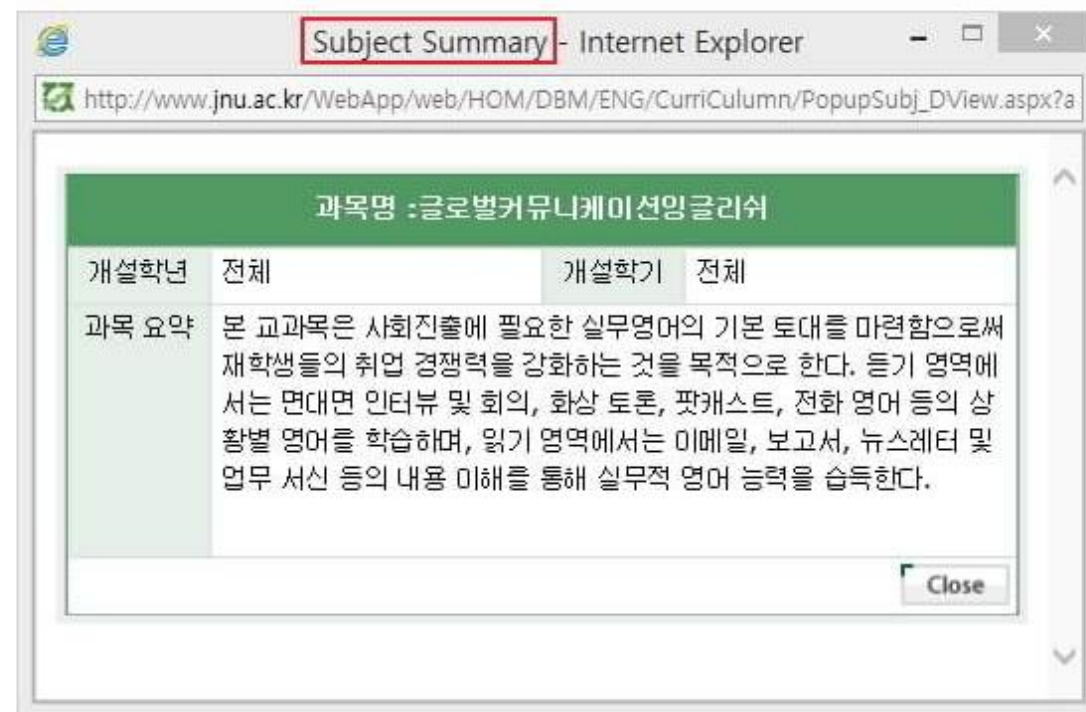 Subject Summary - Internet Explorer
http://www.jnu.ac.kr/WebApp/web/HOM/DBM/ENG/CurriCulumn/PopupSubj_DView.aspx?a
과목명 :글로벌커뮤니케이션잉글리쉬
개설학년 전체 개설학기 전체
과목 요약 본 교과목은 사회진출에 필요한 실무영어의 기본 토대를 마련함으로써
재학생들의 취업 경쟁력을 강화하는 것을 목적으로 한다. 듣기 영역에
서는 면대면 인터뷰 및 회의, 화상 토론, 팟캐스트, 전화 영어 등의 상
황별 영어를 학습하며, 읽기 영역에서는 이메일, 보고서, 뉴스레터 및
업무 서신 등의 내용 이해를 통해 실무적 영어 능력을 습득한다.
Close